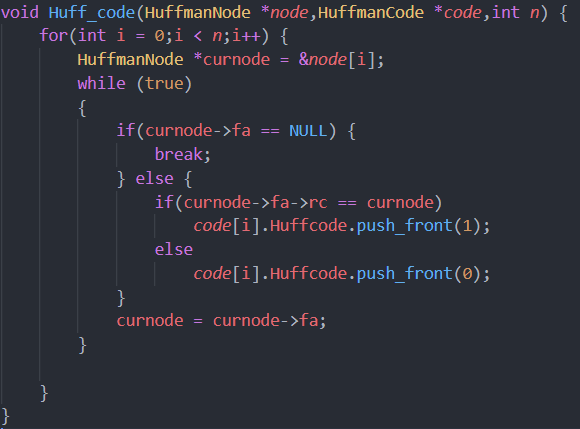 void Huff_code(HuffmanNode *node,HuffmanCode *code,int n) {
    for(int i = 0;i < n;i++) {
        HuffmanNode *curnode = &node[i];
        while (true)
        {
            if(curnode->fa == NULL) {
                break;
            } else {
                if(curnode->fa->rc == curnode)
                    code[i].Huffcode.push_front(1);
                else
                    code[i].Huffcode.push_front(0);
            }
            curnode = curnode->fa;
        }

    }
}